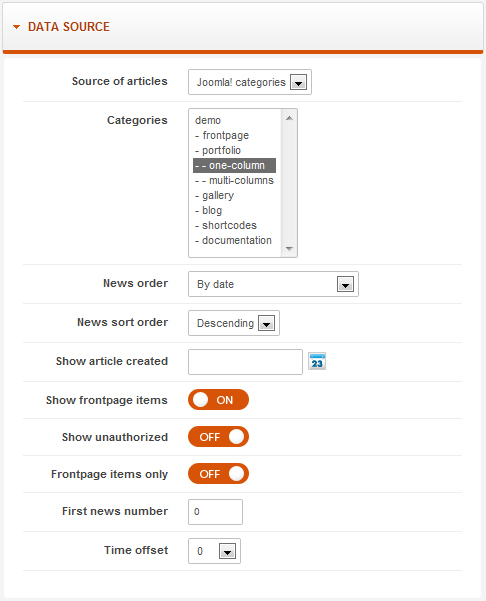 DATA SOURCE
Source of articles Joomla! categories
Categories
demo
- frontpage
- portfolio
- - one-column
- - multi-columns
- gallery
- blog
- shortcodes
- documentation
News order By date
News sort order Descending
Show article created 23
Show frontpage items ON
Show unauthorized OFF
Frontpage items only OFF
First news number 0
Time offset 0